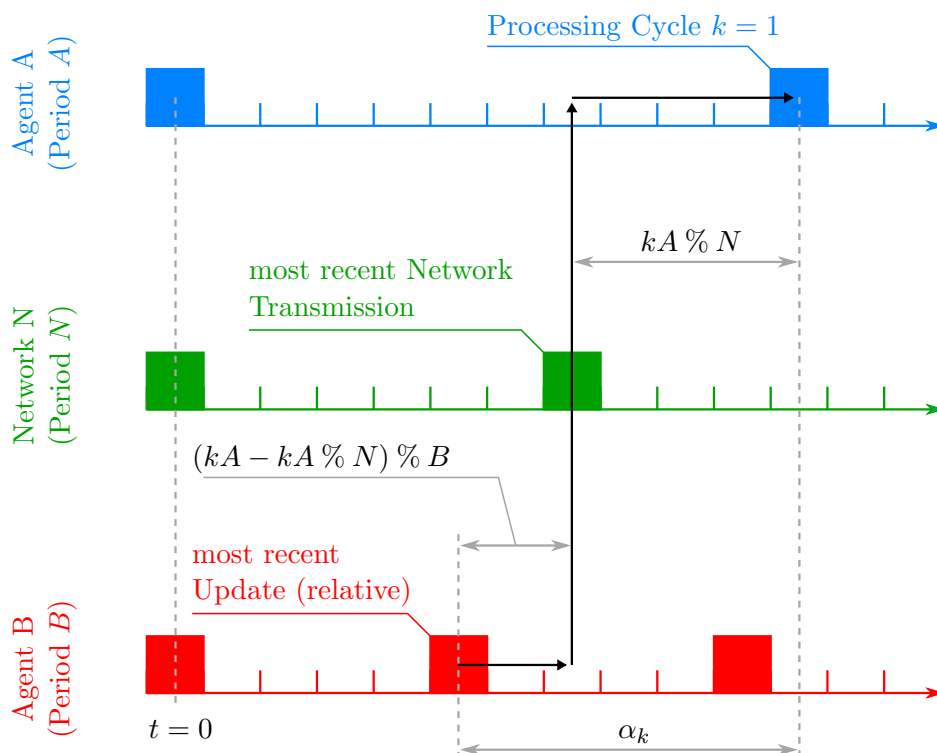 Processing Cycle k = 1
Agent A
(Period A)
kA % N
most recent Network
Transmission
Network N
(Period N)
(kA − kA % N) % B
most recent
Update (relative)
Agent B
(Period B)
t = 0
αk